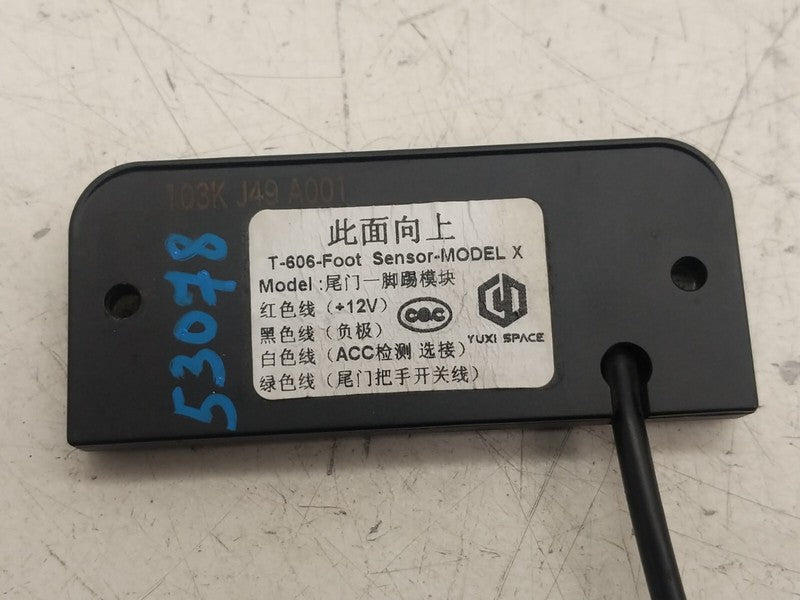 103K J49 A001
53078
此面向上
T-606-Foot Sensor-MODEL X
Model :尾门一脚踢模块
红色线（+12V）
黑色线（负极）
白色线（ACC检测 选接）
绿色线（尾门把手开关线）
CQC
YUXI SPACE